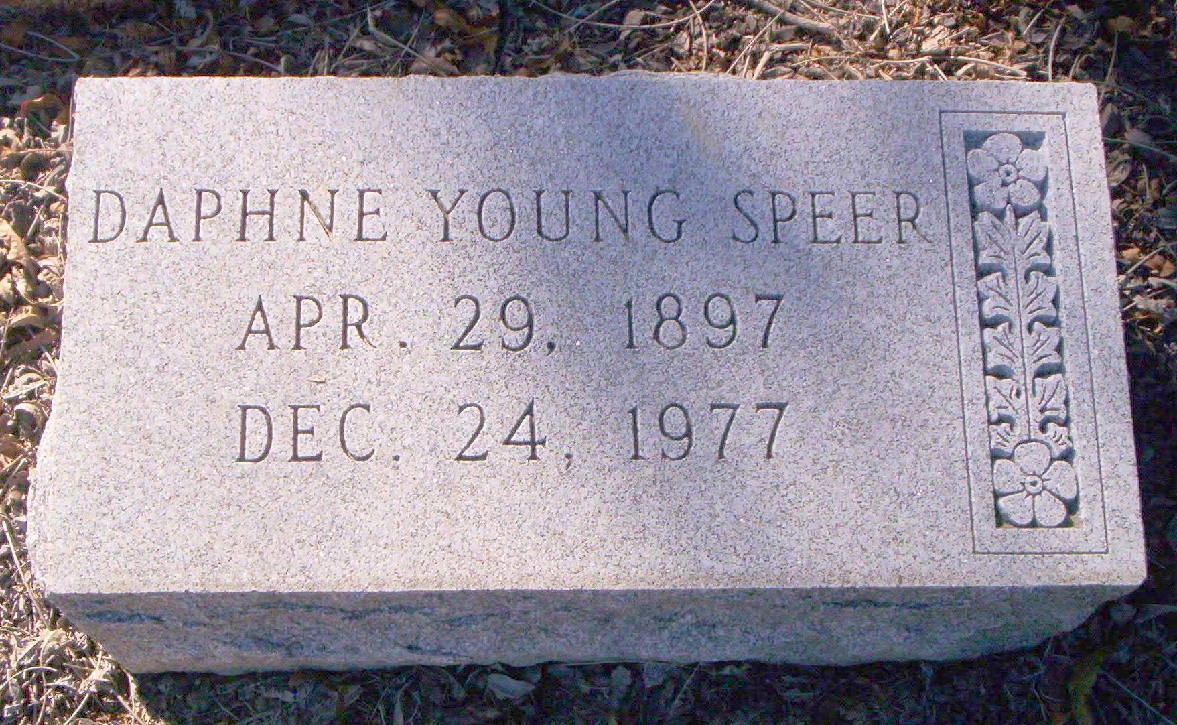 DAPHNE YOUNG SPEER
APR. 29, 1897
DEC. 24, 1977